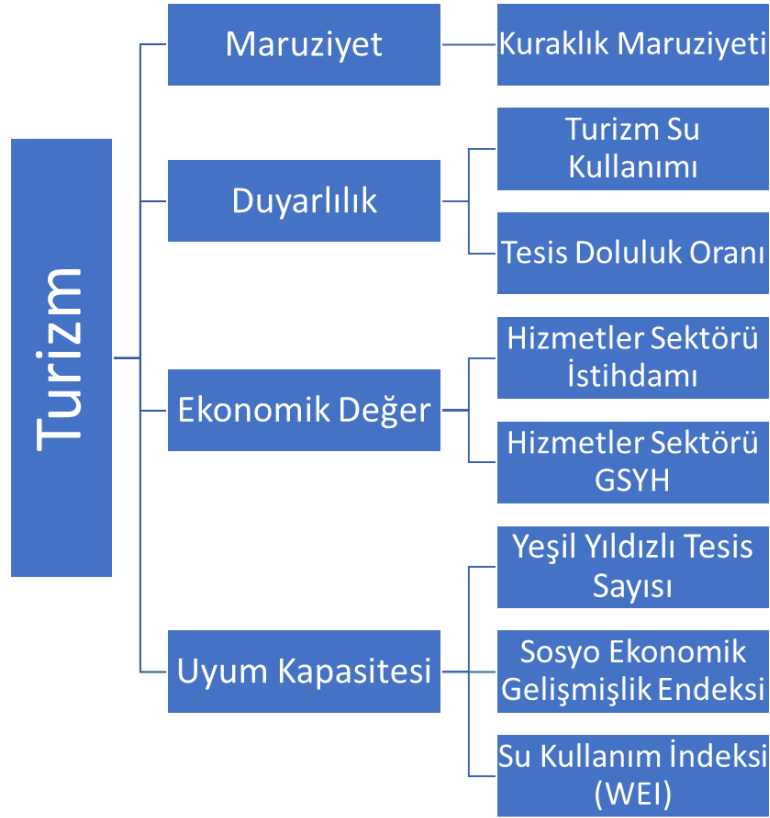 Turizm
Maruziyet
Kuraklık Maruziyeti
Duyarlılık
Turizm Su
Kullanımı
Tesis Doluluk Oranı
Ekonomik Değer
Hizmetler Sektörü
İstihdamı
Hizmetler Sektörü
GSYH
Uyum Kapasitesi
Yeşil Yıldızlı Tesis
Sayısı
Sosyo Ekonomik
Gelişmişlik Endeksi
Su Kullanım İndeksi
(WEI)